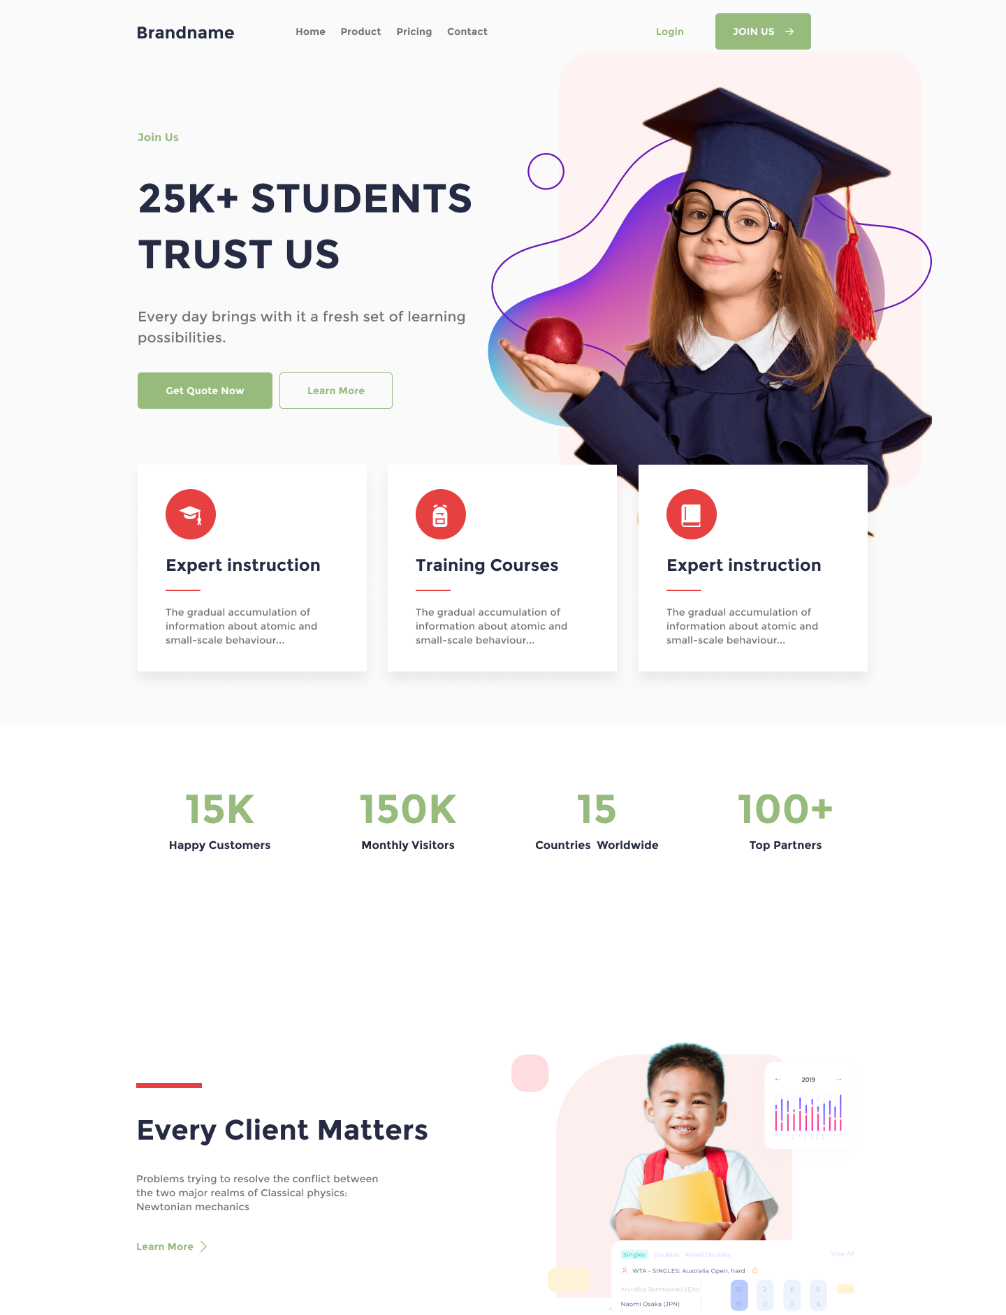 Brandname
Home Product Pricing Contact
Login
JOIN US
Join Us
25K+ STUDENTS
TRUST US
Every day brings with it a fresh set of learning
possibilities.
Get Quote Now
Learn More
Expert instruction
The gradual accumulation of
information about atomic and
small-scale behaviour...
Training Courses
The gradual accumulation of
information about atomic and
small-scale behaviour...
Expert instruction
The gradual accumulation of
information about atomic and
small-scale behaviour...
15K
Happy Customers
150K
Monthly Visitors
15
Countries Worldwide
100+
Top Partners
Every Client Matters
Problems trying to resolve the conflict between
the two major realms of Classical physics:
Newtonian mechanics
Learn More
2019
Singles Doubles Mixed Doubles
View All
WTA - SINGLES: Australia Open, hard
Naomi Osaka (JPN)